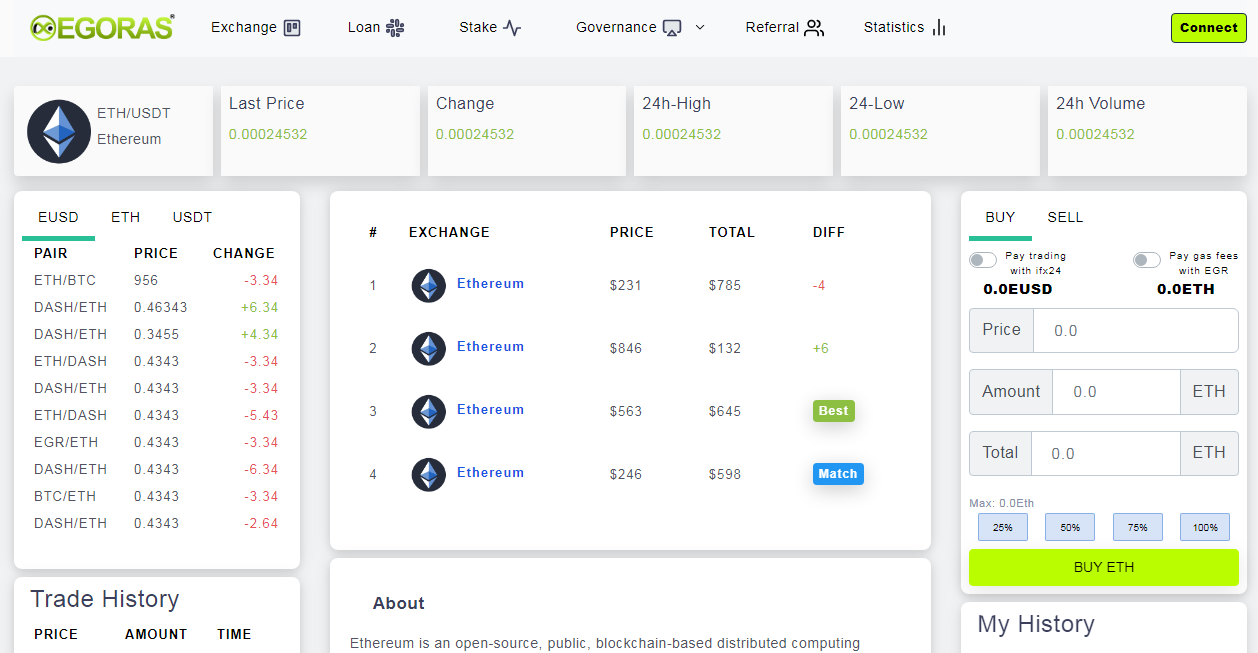 EGORAS®
Exchange Loan Stake Governance Referral Statistics Connect
ETH/USDT
Ethereum
Last Price
0.00024532
Change
0.00024532
24h-High
0.00024532
24-Low
0.00024532
24h Volume
0.00024532
EUSD ETH USDT
PAIR PRICE CHANGE
ETH/BTC 956 -3.34
DASH/ETH 0.46343 +6.34
DASH/ETH 0.3455 +4.34
ETH/DASH 0.4343 -3.34
DASH/ETH 0.4343 -3.34
ETH/DASH 0.4343 -5.43
EGR/ETH 0.4343 -3.34
DASH/ETH 0.4343 -6.34
BTC/ETH 0.4343 -3.34
DASH/ETH 0.4343 -2.64
Trade History
PRICE AMOUNT TIME
# EXCHANGE PRICE TOTAL DIFF
1 Ethereum $231 $785 -4
2 Ethereum $846 $132 +6
3 Ethereum $563 $645 Best
4 Ethereum $246 $598 Match
About
Ethereum is an open-source, public, blockchain-based distributed computing
BUY SELL
Pay trading
with ifx24
0.0EUSD
Pay gas fees
with EGR
0.0ETH
Price 0.0
Amount 0.0 ETH
Total 0.0 ETH
Max: 0.0Eth
25% 50% 75% 100%
BUY ETH
My History